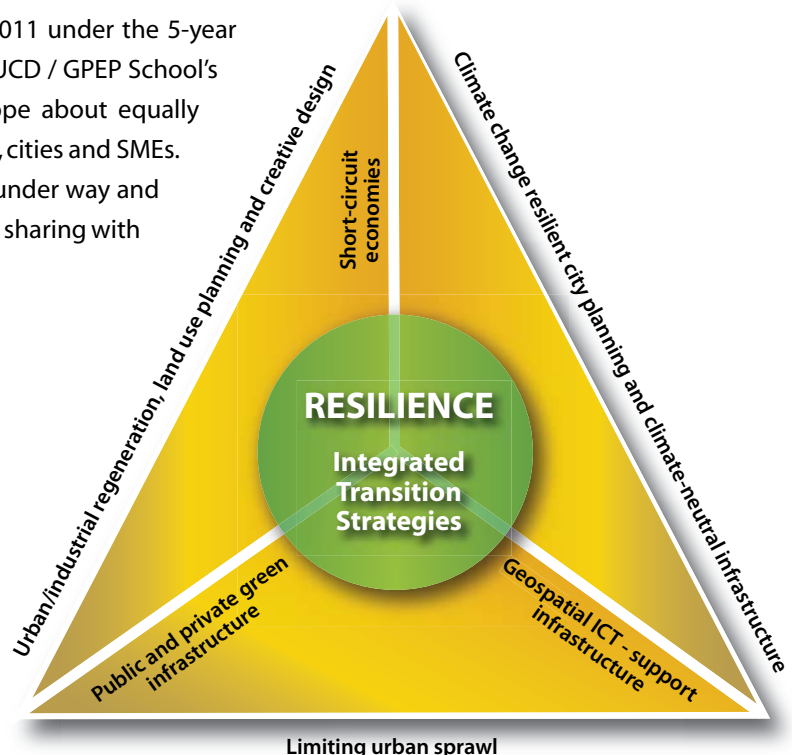 011 under the 5-year
UCD / GPEP School's
ope about equally
, cities and SMEs.
under way and
sharing with
Urban/industrial regeneration, land use planning and creative design
Climate change resilient city planning and climate-neutral infrastructure
Short-circuit
economies
RESILIENCE
Integrated
Transition
Strategies
Public and private green
infrastructure
Geospatial ICT - support
infrastructure
Limiting urban sprawl